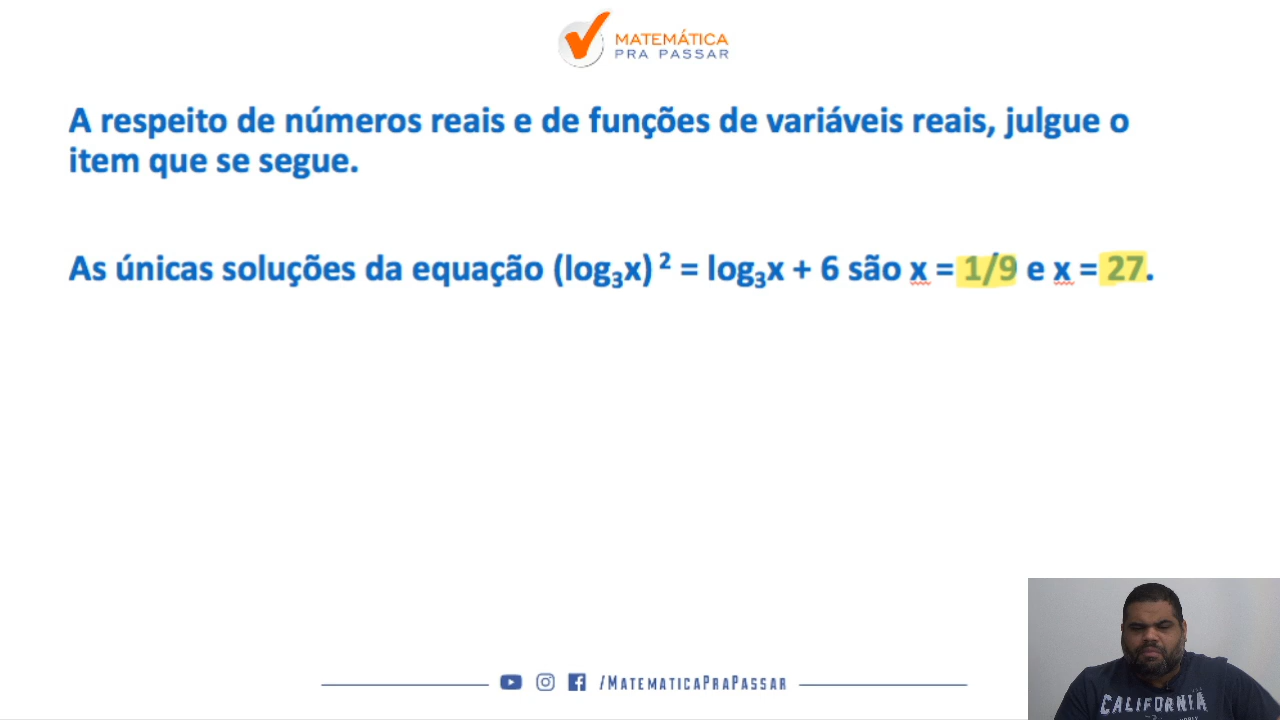 MATEMÁTICA
PRA PASSAR
A respeito de números reais e de funções de variáveis reais, julgue o
item que se segue.
As únicas soluções da equação (log₃x)² = log₃x + 6 são x = 1/9 e x = 27.
/MATEMATICAPRAPASSAR
CALIFORNIA